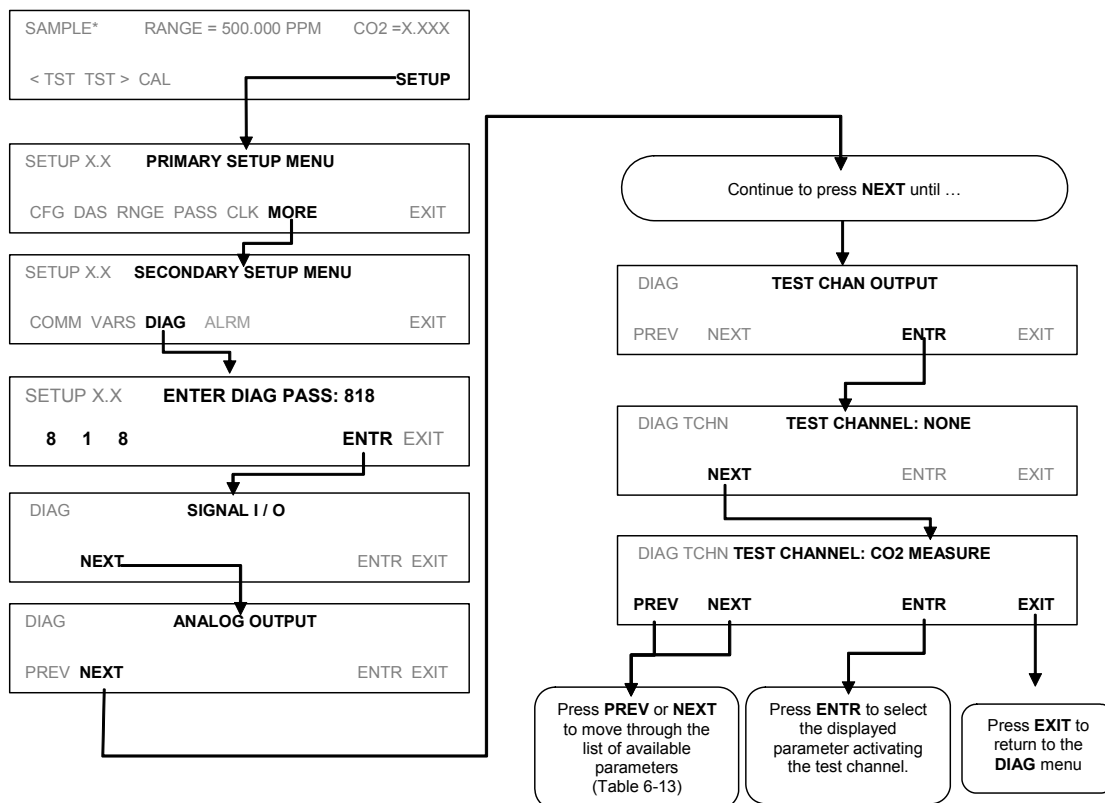 SAMPLE* RANGE = 500.000 PPM CO2 =X.XXX
< TST TST > CAL SETUP
SETUP X.X PRIMARY SETUP MENU
CFG DAS RNGE PASS CLK MORE EXIT
SETUP X.X SECONDARY SETUP MENU
COMM VARS DIAG ALRM EXIT
SETUP X.X ENTER DIAG PASS: 818
8 1 8 ENTR EXIT
DIAG SIGNAL I / O
NEXT ENTR EXIT
DIAG ANALOG OUTPUT
PREV NEXT ENTR EXIT
Continue to press NEXT until …
DIAG TEST CHAN OUTPUT
PREV NEXT ENTR EXIT
DIAG TCHN TEST CHANNEL: NONE
NEXT ENTR EXIT
DIAG TCHN TEST CHANNEL: CO2 MEASURE
PREV NEXT ENTR EXIT
Press PREV or NEXT
to move through the
list of available
parameters
(Table 6-13)
Press ENTR to select
the displayed
parameter activating
the test channel.
Press EXIT to
return to the
DIAG menu